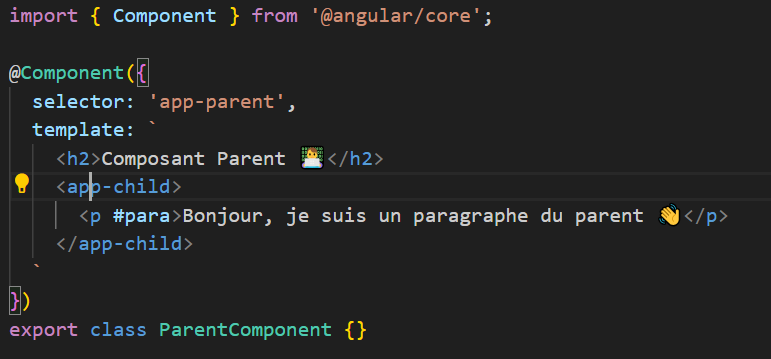 import { Component } from '@angular/core';
@Component({
selector: 'app-parent',
template: `
<h2>Composant Parent 👨‍💻</h2>
<app-child>
<p #para>Bonjour, je suis un paragraphe du parent 👋</p>
</app-child>
`
})
export class ParentComponent {}